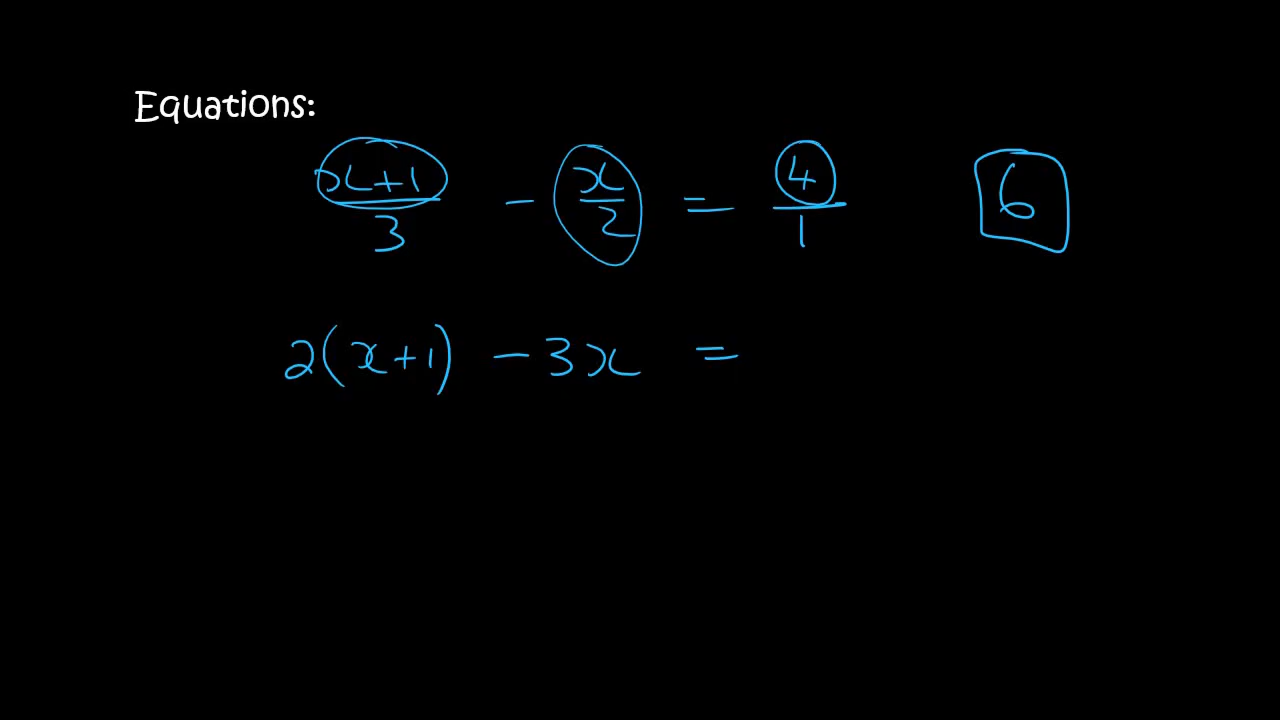 Equations:
x+1/3 - x/2 = 4/1 6
2(x+1) - 3x =